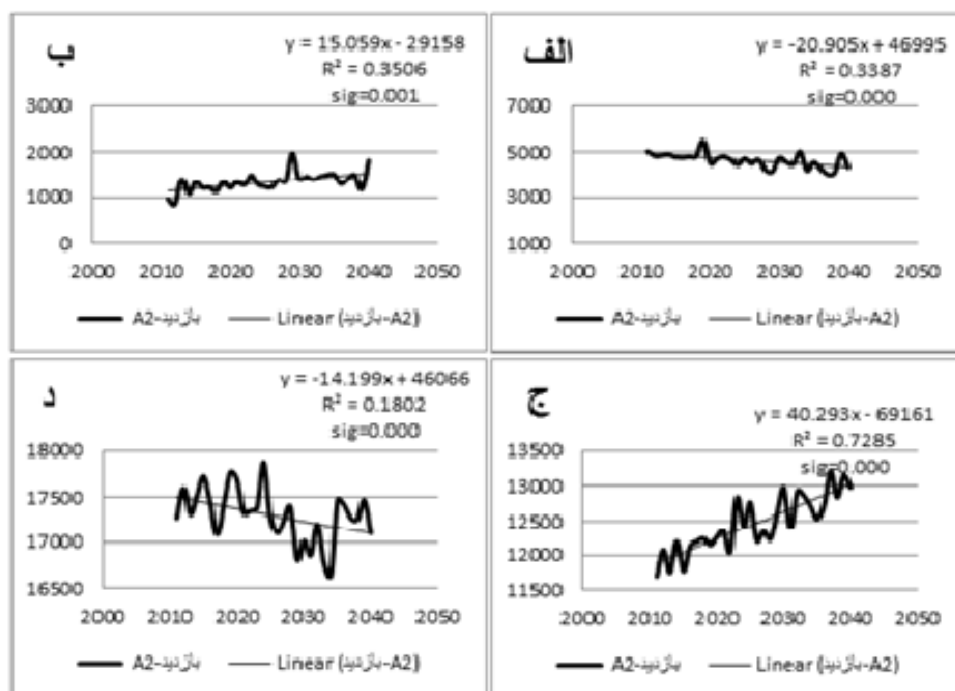 الف
y = -20.905x + 46995
R² = 0.3387
sig=0.000
7000
5000
3000
1000
2000 2010 2020 2030 2040 2050
A2-بازدید Linear (بازدید-A2)
ب
y = 15.059x - 29158
R² = 0.3506
sig=0.001
3000
2000
1000
0
2000 2010 2020 2030 2040 2050
A2-بازدید Linear (بازدید-A2)
ج
y = 40.293x - 69161
R² = 0.7285
sig=0.000
13500
13000
12500
12000
11500
2000 2010 2020 2030 2040 2050
A2-بازدید Linear (بازدید-A2)
د
y = -14.199x + 46066
R² = 0.1802
sig=0.000
18000
17500
17000
16500
2000 2010 2020 2030 2040 2050
A2-بازدید Linear (بازدید-A2)